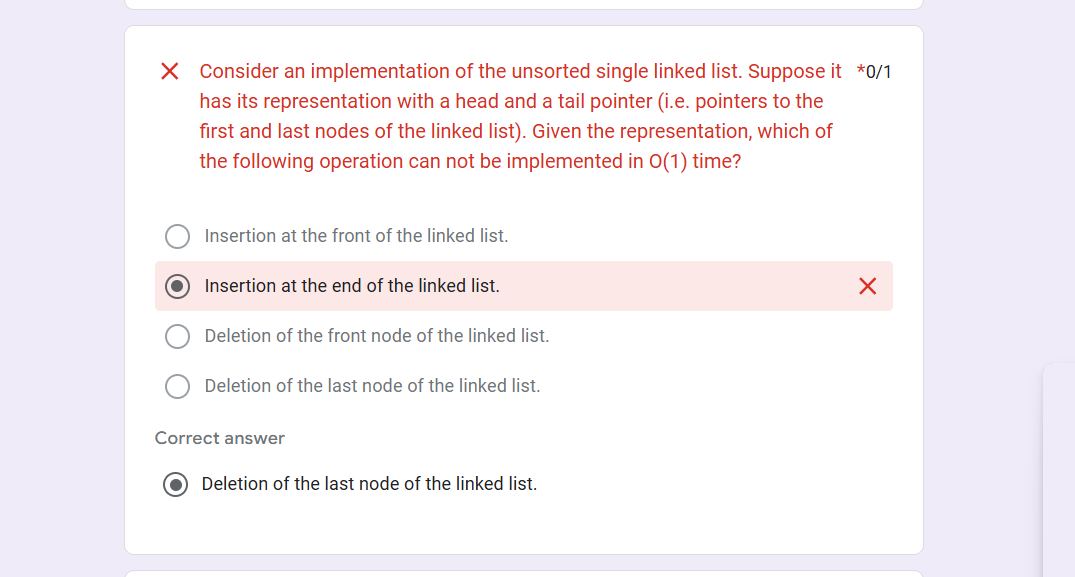 Consider an implementation of the unsorted single linked list. Suppose it *0/1
has its representation with a head and a tail pointer (i.e. pointers to the
first and last nodes of the linked list). Given the representation, which of
the following operation can not be implemented in O(1) time?
Insertion at the front of the linked list.
Insertion at the end of the linked list.
Deletion of the front node of the linked list.
Deletion of the last node of the linked list.
Correct answer
Deletion of the last node of the linked list.